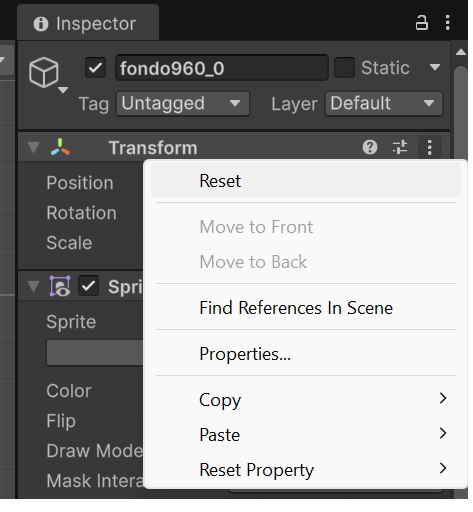 Inspector
fondo960_0 Static
Tag Untagged Layer Default
Transform
Position
Rotation
Scale
Reset
Move to Front
Move to Back
Find References In Scene
Properties...
Copy
Paste
Reset Property
Spri
Sprite
Color
Flip
Draw Mode
Mask Intera